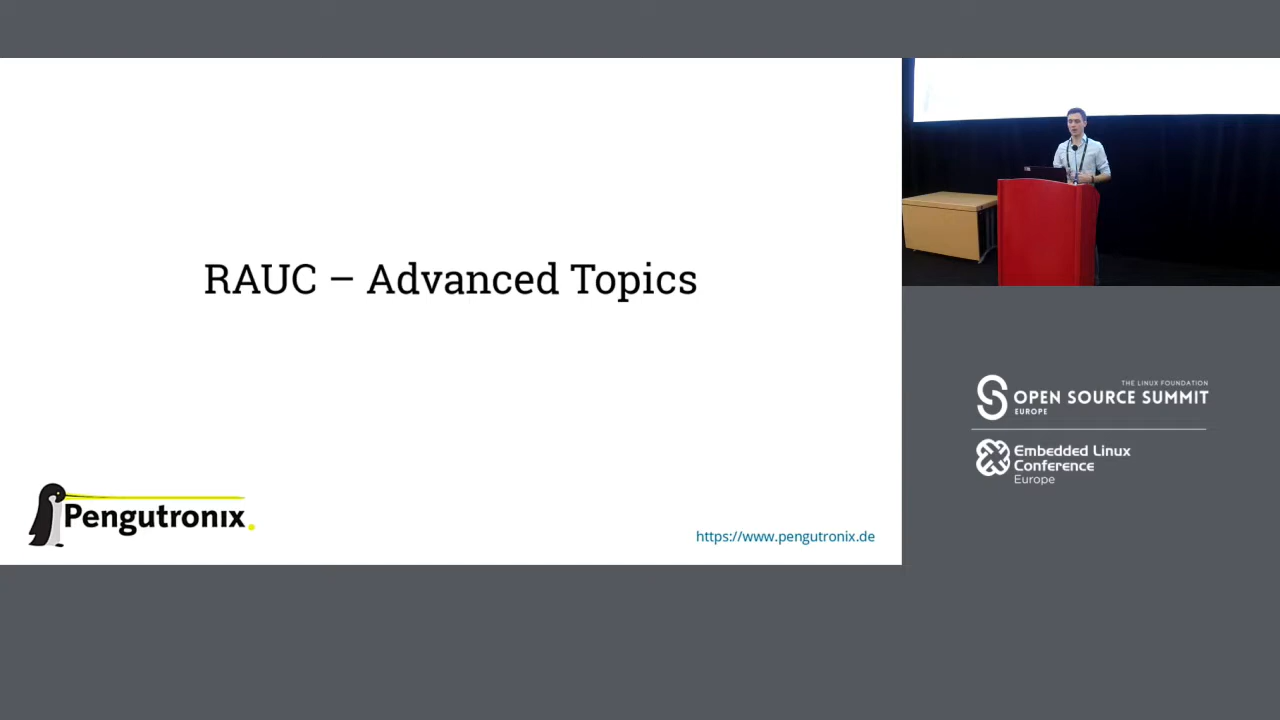 RAUC – Advanced Topics
Pengutronix
https://www.pengutronix.de
THE LINUX FOUNDATION
OPEN SOURCE SUMMIT
EUROPE
Embedded Linux
Conference
Europe